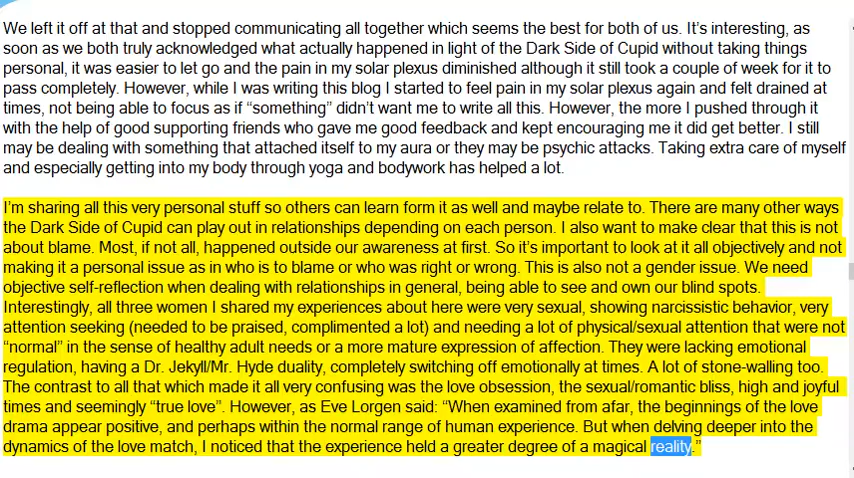 We left it off at that and stopped communicating all together which seems the best for both of us. It's interesting, as
soon as we both truly acknowledged what actually happened in light of the Dark Side of Cupid without taking things
personal, it was easier to let go and the pain in my solar plexus diminished although it still took a couple of week for it to
pass completely. However, while I was writing this blog I started to feel pain in my solar plexus again and felt drained at
times, not being able to focus as if “something” didn't want me to write all this. However, the more I pushed through it
with the help of good supporting friends who gave me good feedback and kept encouraging me it did get better. I still
may be dealing with something that attached itself to my aura or they may be psychic attacks. Taking extra care of myself
and especially getting into my body through yoga and bodywork has helped a lot.
I'm sharing all this very personal stuff so others can learn form it as well and maybe relate to. There are many other ways
the Dark Side of Cupid can play out in relationships depending on each person. I also want to make clear that this is not
about blame. Most, if not all, happened outside our awareness at first. So it's important to look at it all objectively and not
making it a personal issue as in who is to blame or who was right or wrong. This is also not a gender issue. We need
objective self-reflection when dealing with relationships in general, being able to see and own our blind spots.
Interestingly, all three women I shared my experiences about here were very sexual, showing narcissistic behavior, very
attention seeking (needed to be praised, complimented a lot) and needing a lot of physical/sexual attention that were not
“normal” in the sense of healthy adult needs or a more mature expression of affection. They were lacking emotional
regulation, having a Dr. Jekyll/Mr. Hyde duality, completely switching off emotionally at times. A lot of stone-walling too.
The contrast to all that which made it all very confusing was the love obsession, the sexual/romantic bliss, high and joyful
times and seemingly “true love”. However, as Eve Lorgen said: “When examined from afar, the beginnings of the love
drama appear positive, and perhaps within the normal range of human experience. But when delving deeper into the
dynamics of the love match, I noticed that the experience held a greater degree of a magical reality.”